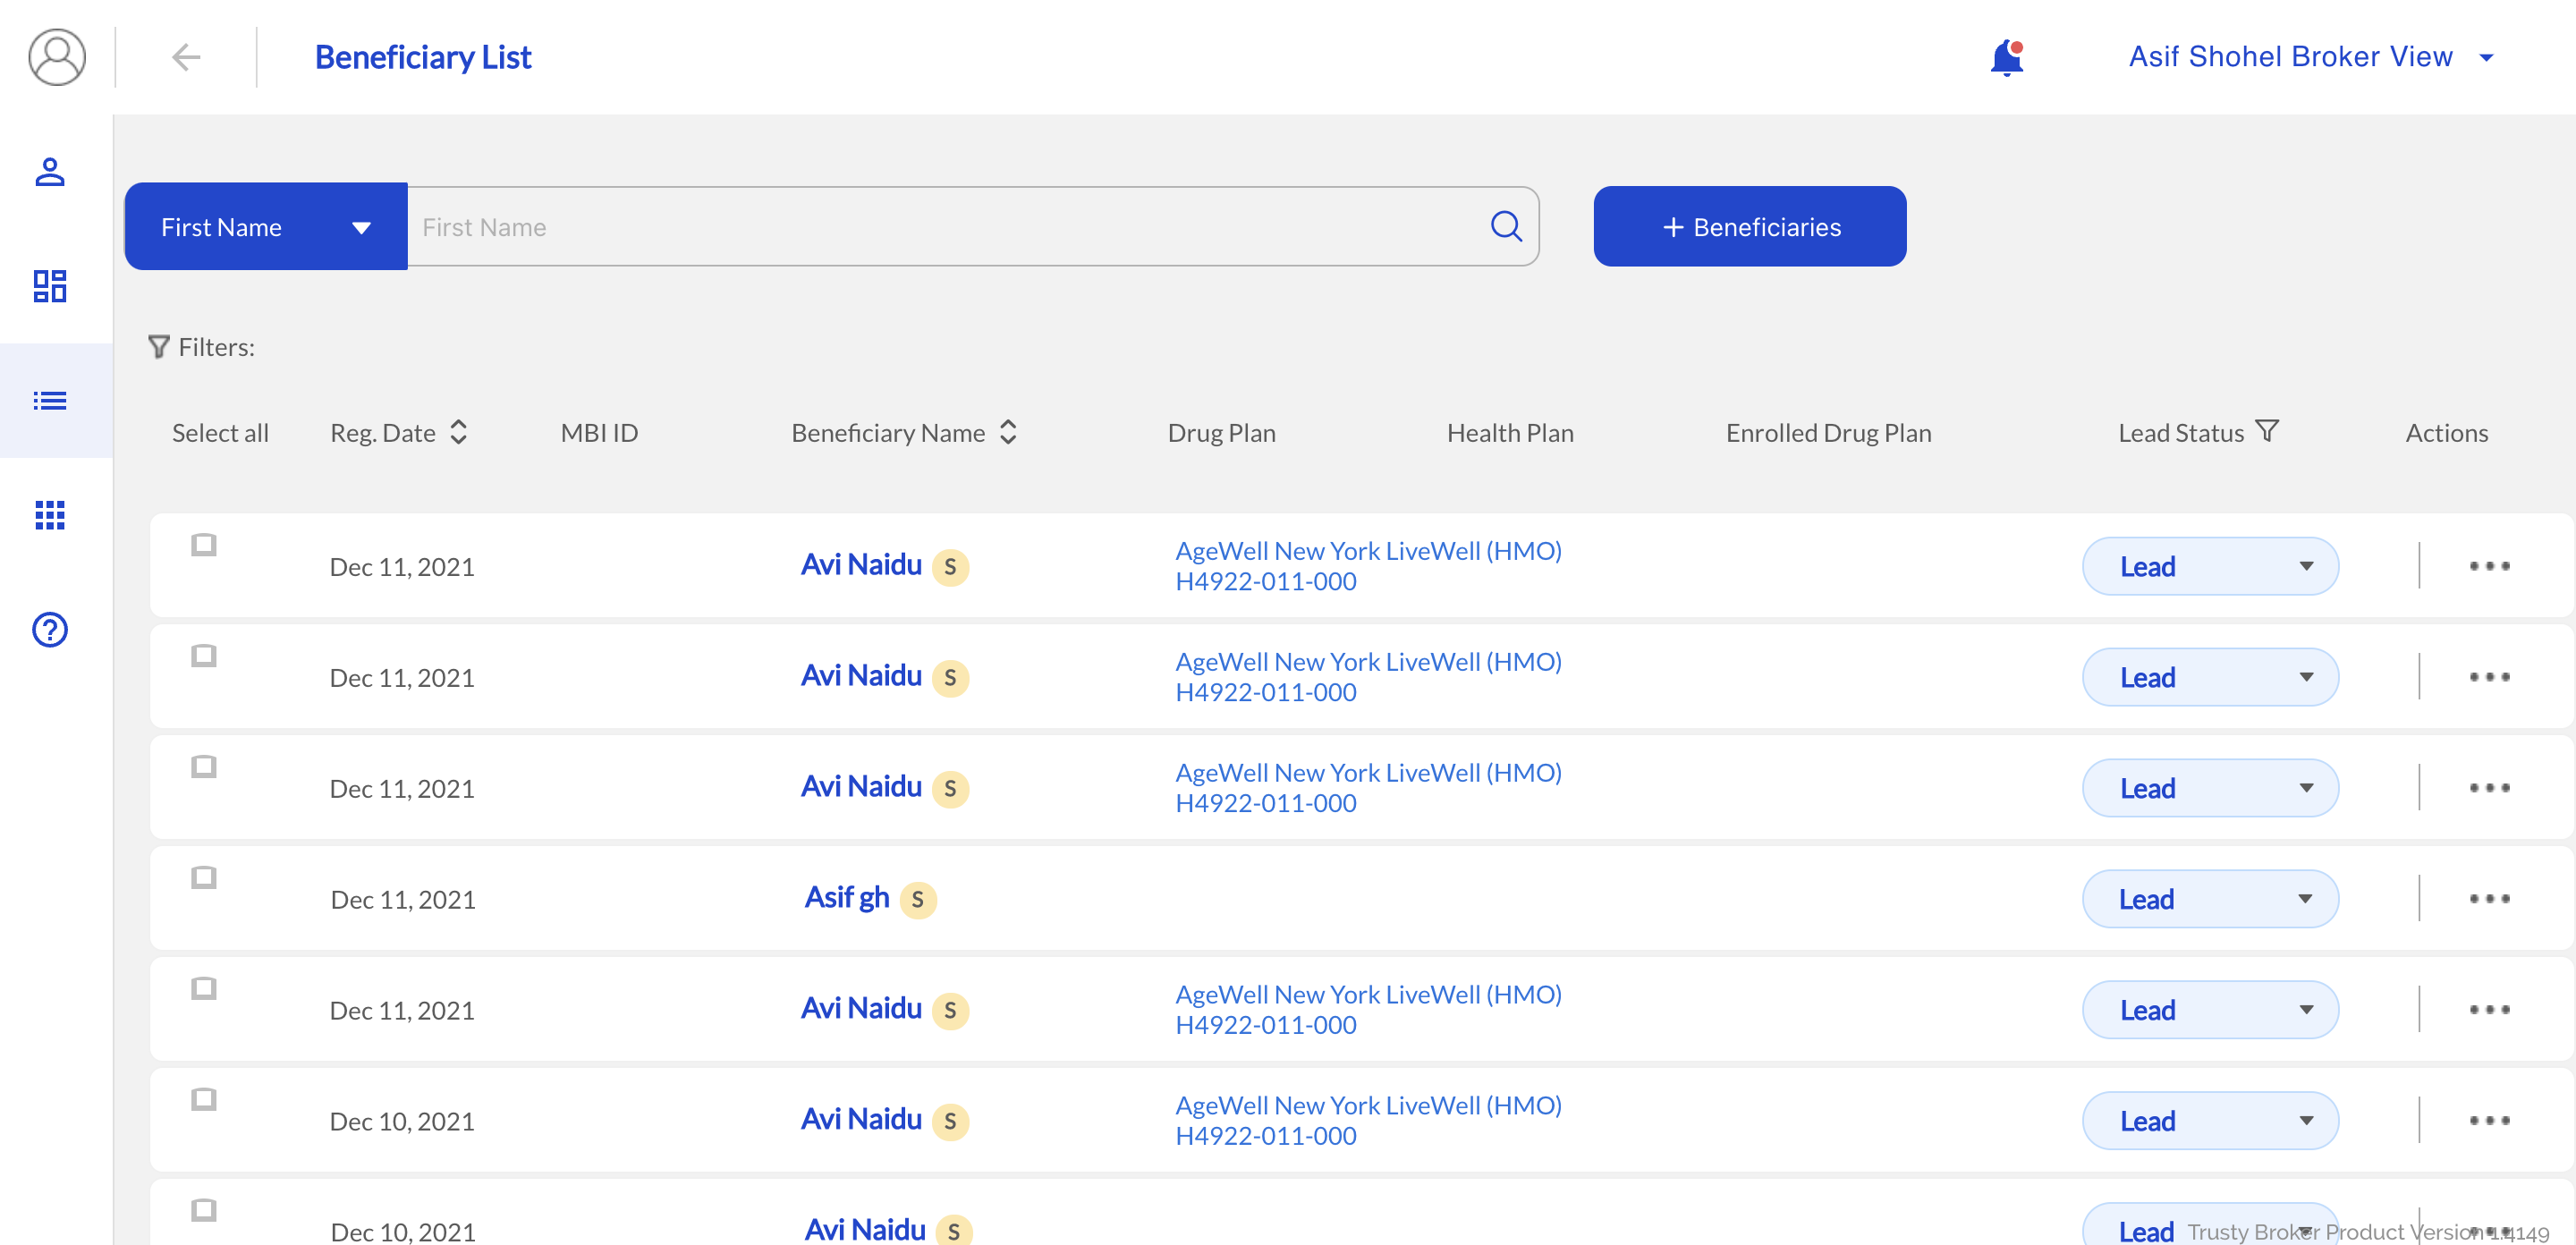 Beneficiary List
Asif Shohel Broker View
First Name
First Name
+ Beneficiaries
Filters:
Select all Reg. Date MBI ID Beneficiary Name Drug Plan Health Plan Enrolled Drug Plan Lead Status Actions
Dec 11, 2021 Avi Naidu S AgeWell New York LiveWell (HMO) Lead
H4922-011-000
Dec 11, 2021 Avi Naidu S AgeWell New York LiveWell (HMO) Lead
H4922-011-000
Dec 11, 2021 Avi Naidu S AgeWell New York LiveWell (HMO) Lead
H4922-011-000
Dec 11, 2021 Asif gh S Lead
Dec 11, 2021 Avi Naidu S AgeWell New York LiveWell (HMO) Lead
H4922-011-000
Dec 10, 2021 Avi Naidu S AgeWell New York LiveWell (HMO) Lead
H4922-011-000
Dec 10, 2021 Avi Naidu S Lead
Trusty Broker Product Version 1.4149